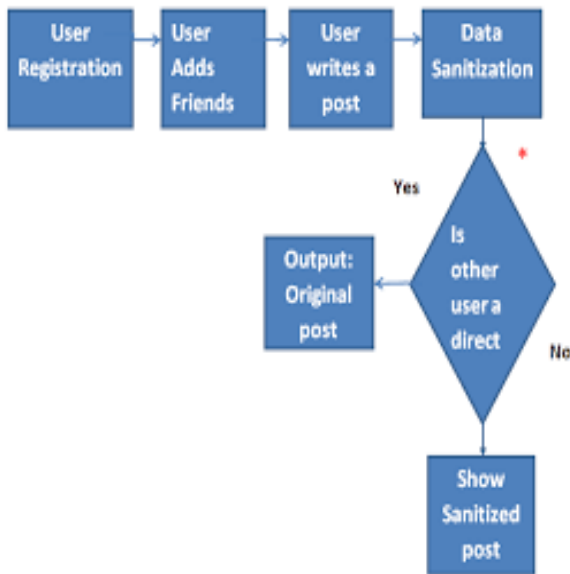 User
Registration
User
Adds
Friends
User
writes a
post
Data
Sanitization
*
Yes
Is
other
user a
direct
Output:
Original
post
No
Show
Sanitized
post